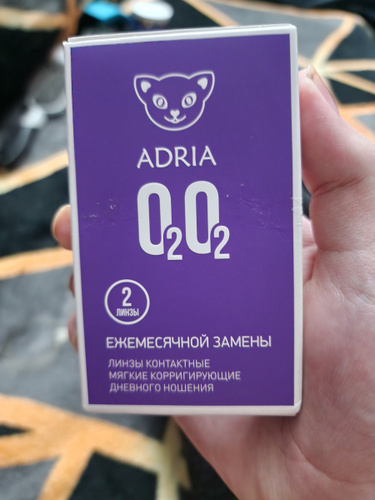 ADRIA
O₂O₂
2
ЛИНЗЫ
ЕЖЕМЕСЯЧНОЙ ЗАМЕНЫ
ЛИНЗЫ КОНТАКТНЫЕ
МЯГКИЕ КОРРИГИРУЮЩИЕ
ДНЕВНОГО НОШЕНИЯ